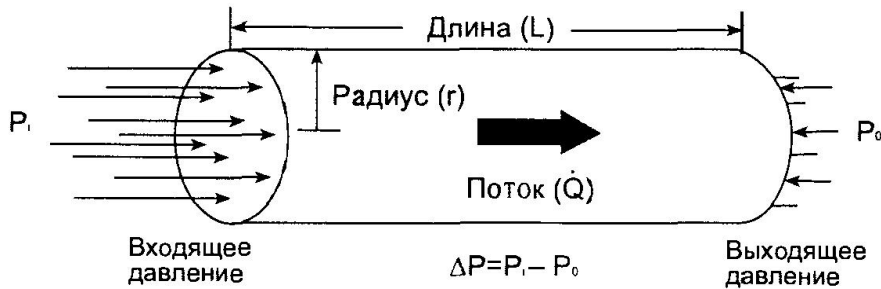 Длина (L)
Радиус (r)
Pᵢ
P₀
Поток (Q̇)
Входящее
давление
ΔP=Pᵢ– P₀
Выходящее
давление